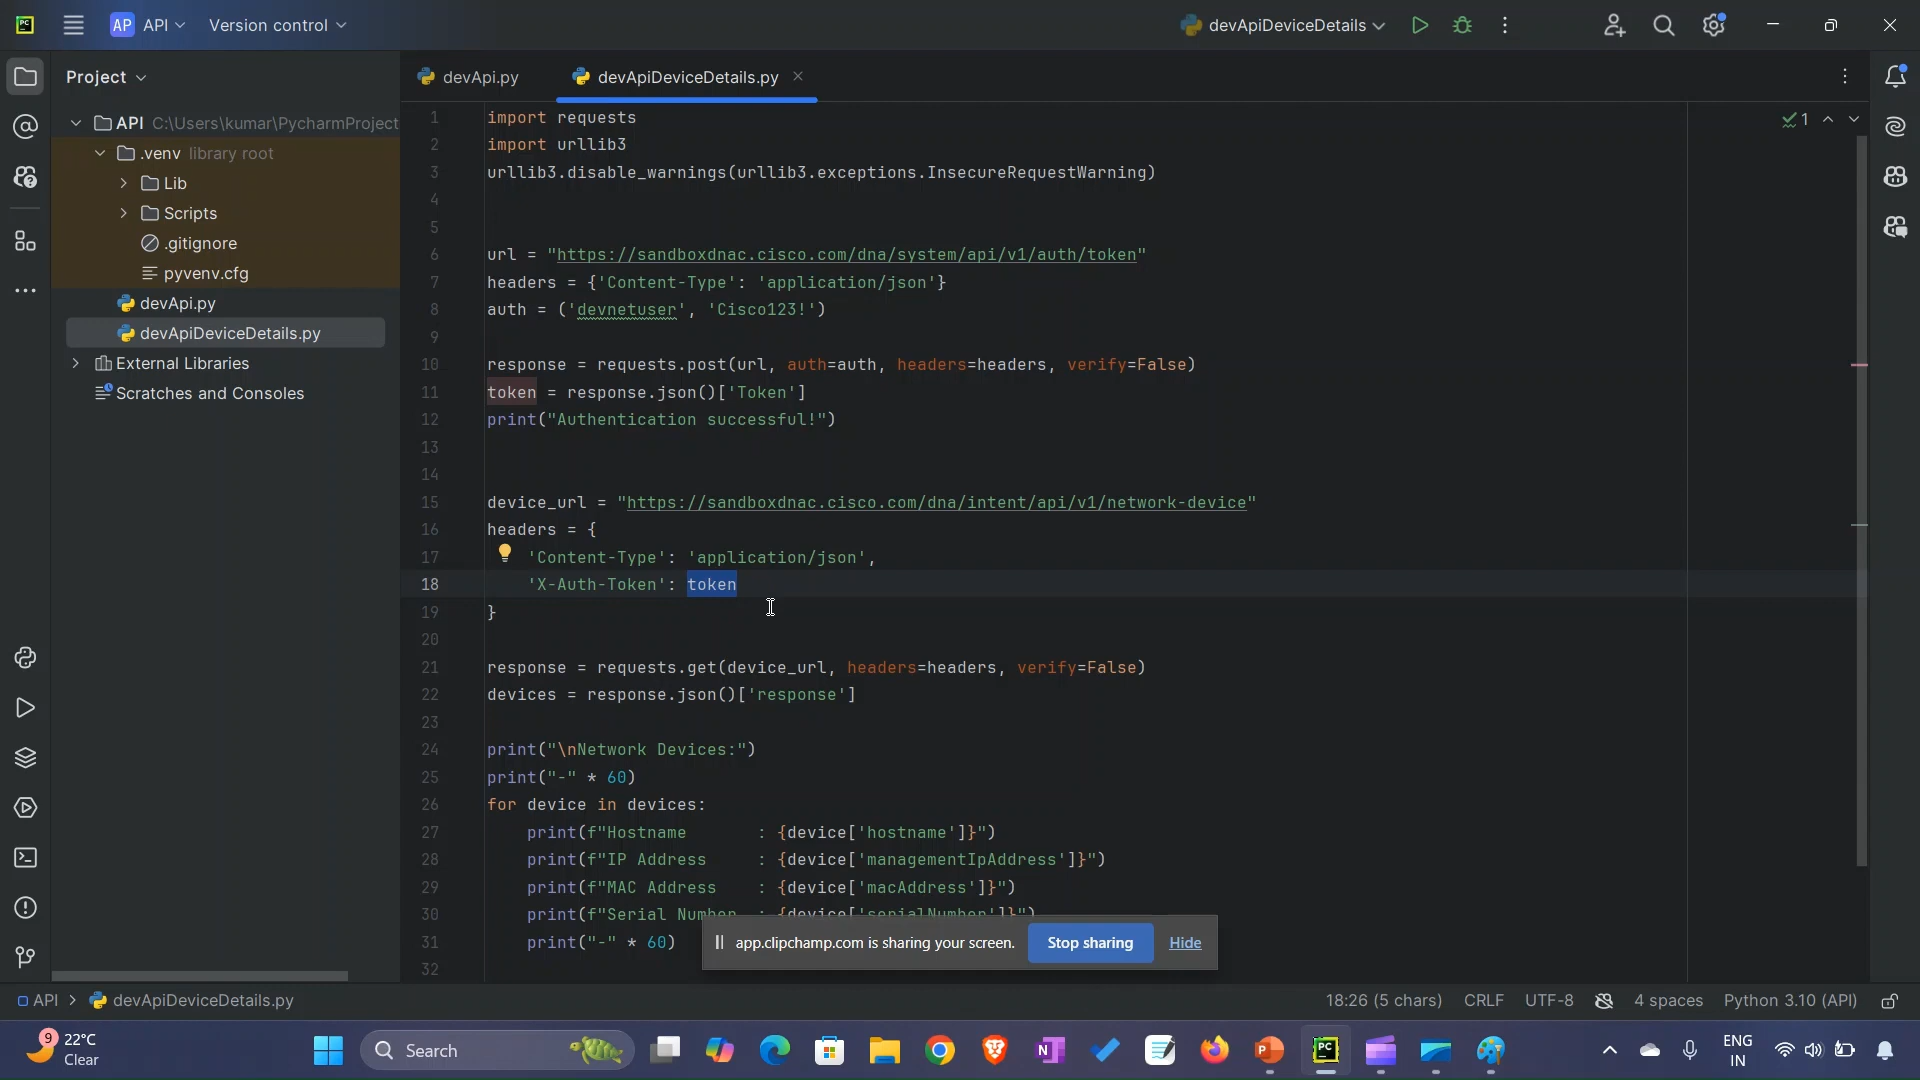 AP API Version control devApiDeviceDetails
Project
devApi.py
devApiDeviceDetails.py
API C:\Users\kumar\PycharmProject
.venv library root
Lib
Scripts
.gitignore
pyvenv.cfg
devApi.py
devApiDeviceDetails.py
External Libraries
Scratches and Consoles
1 import requests
2 import urllib3
3 urllib3.disable_warnings(urllib3.exceptions.InsecureRequestWarning)
4
5
6 url = "https://sandboxdnac.cisco.com/dna/system/api/v1/auth/token"
7 headers = {'Content-Type': 'application/json'}
8 auth = ('devnetuser', 'Cisco123!')
9
10 response = requests.post(url, auth=auth, headers=headers, verify=False)
11 token = response.json()['Token']
12 print("Authentication successful!")
13
14
15 device_url = "https://sandboxdnac.cisco.com/dna/intent/api/v1/network-device"
16 headers = {
17 'Content-Type': 'application/json',
18 'X-Auth-Token': token
19 }
20
21 response = requests.get(device_url, headers=headers, verify=False)
22 devices = response.json()['response']
23
24 print("\nNetwork Devices:")
25 print("-" * 60)
26 for device in devices:
27 print(f"Hostname : {device['hostname']}")
28 print(f"IP Address : {device['managementIpAddress']}")
29 print(f"MAC Address : {device['macAddress']}")
30 print(f"Serial Number : {device['serialNumber']}")
31 print("-" * 60)
32
1
app.clipchamp.com is sharing your screen. Stop sharing Hide
API > devApiDeviceDetails.py
18:26 (5 chars) CRLF UTF-8 4 spaces Python 3.10 (API)
9
22°C
Clear
Search
ENG
IN